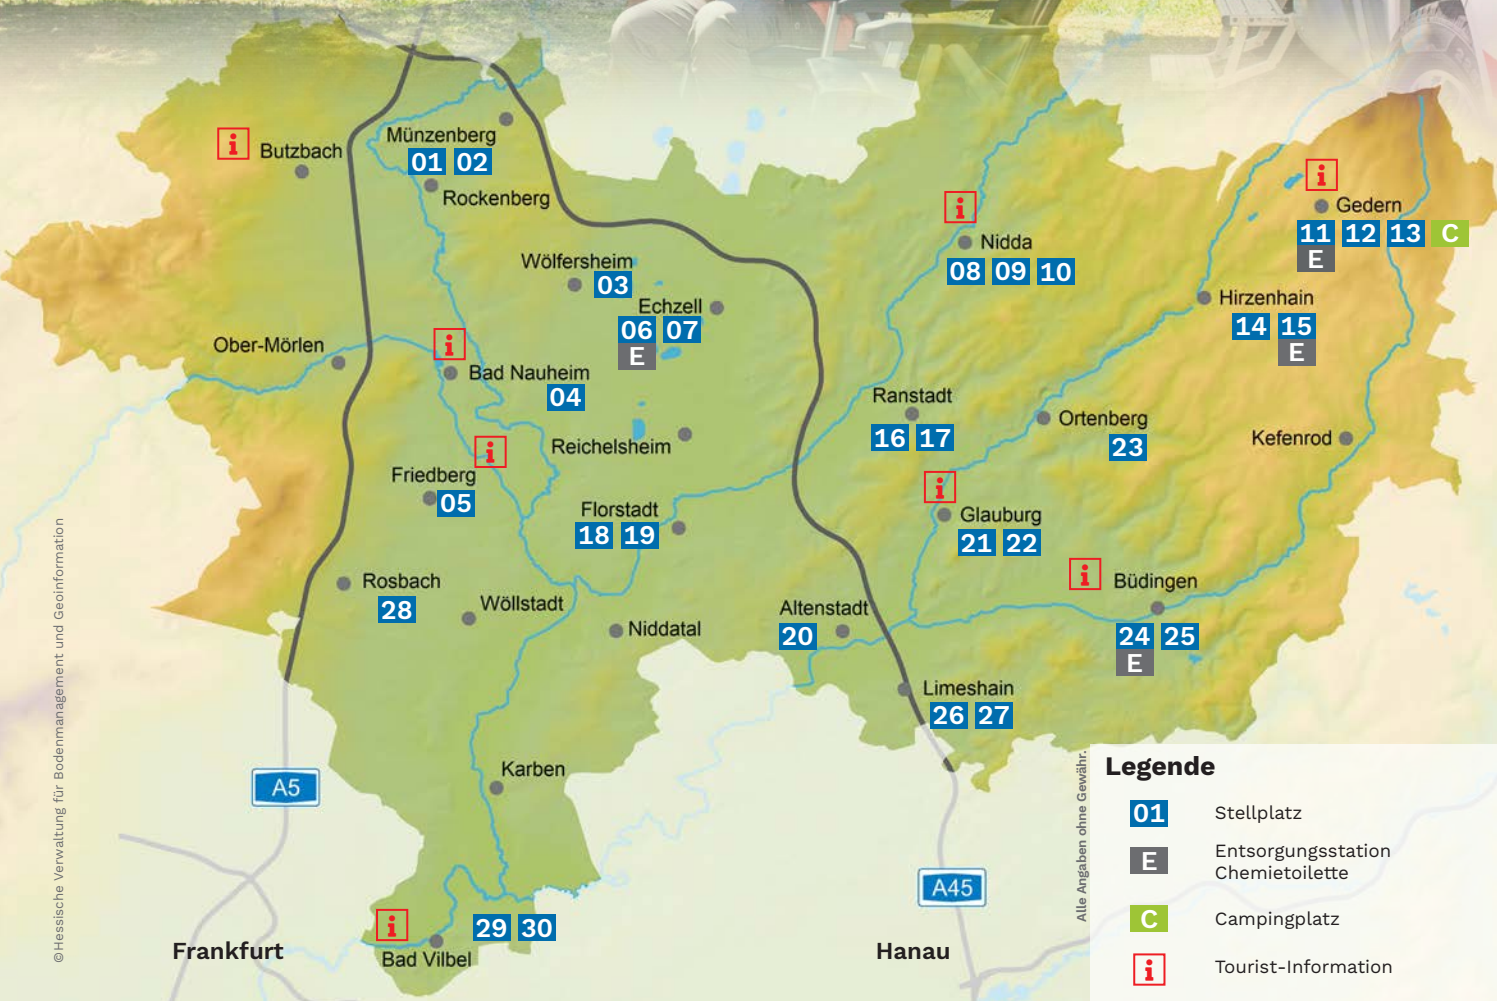 Butzbach
Münzenberg
01 02
Rockenberg
Wölfersheim
03
Echzell
06 07
E
Nidda
08 09 10
Gedern
11 12 13 C
E
Hirzenhain
14 15
E
Ober-Mörlen
Bad Nauheim
04
Reichelsheim
Friedberg
05
Ranstadt
16 17
Ortenberg
23
Kefenrod
Florstadt
18 19
Glauburg
21 22
Rosbach
28
Wöllstadt
Niddatal
Altenstadt
20
Büdingen
24 25
E
Limeshain
26 27
Karben
A5
A45
29 30
Bad Vilbel
Frankfurt
Hanau
©Hessische Verwaltung für Bodenmanagement und Geoinformation
Alle Angaben ohne Gewähr.
Legende
01 Stellplatz
E Entsorgungsstation
Chemietoilette
C Campingplatz
i Tourist-Information